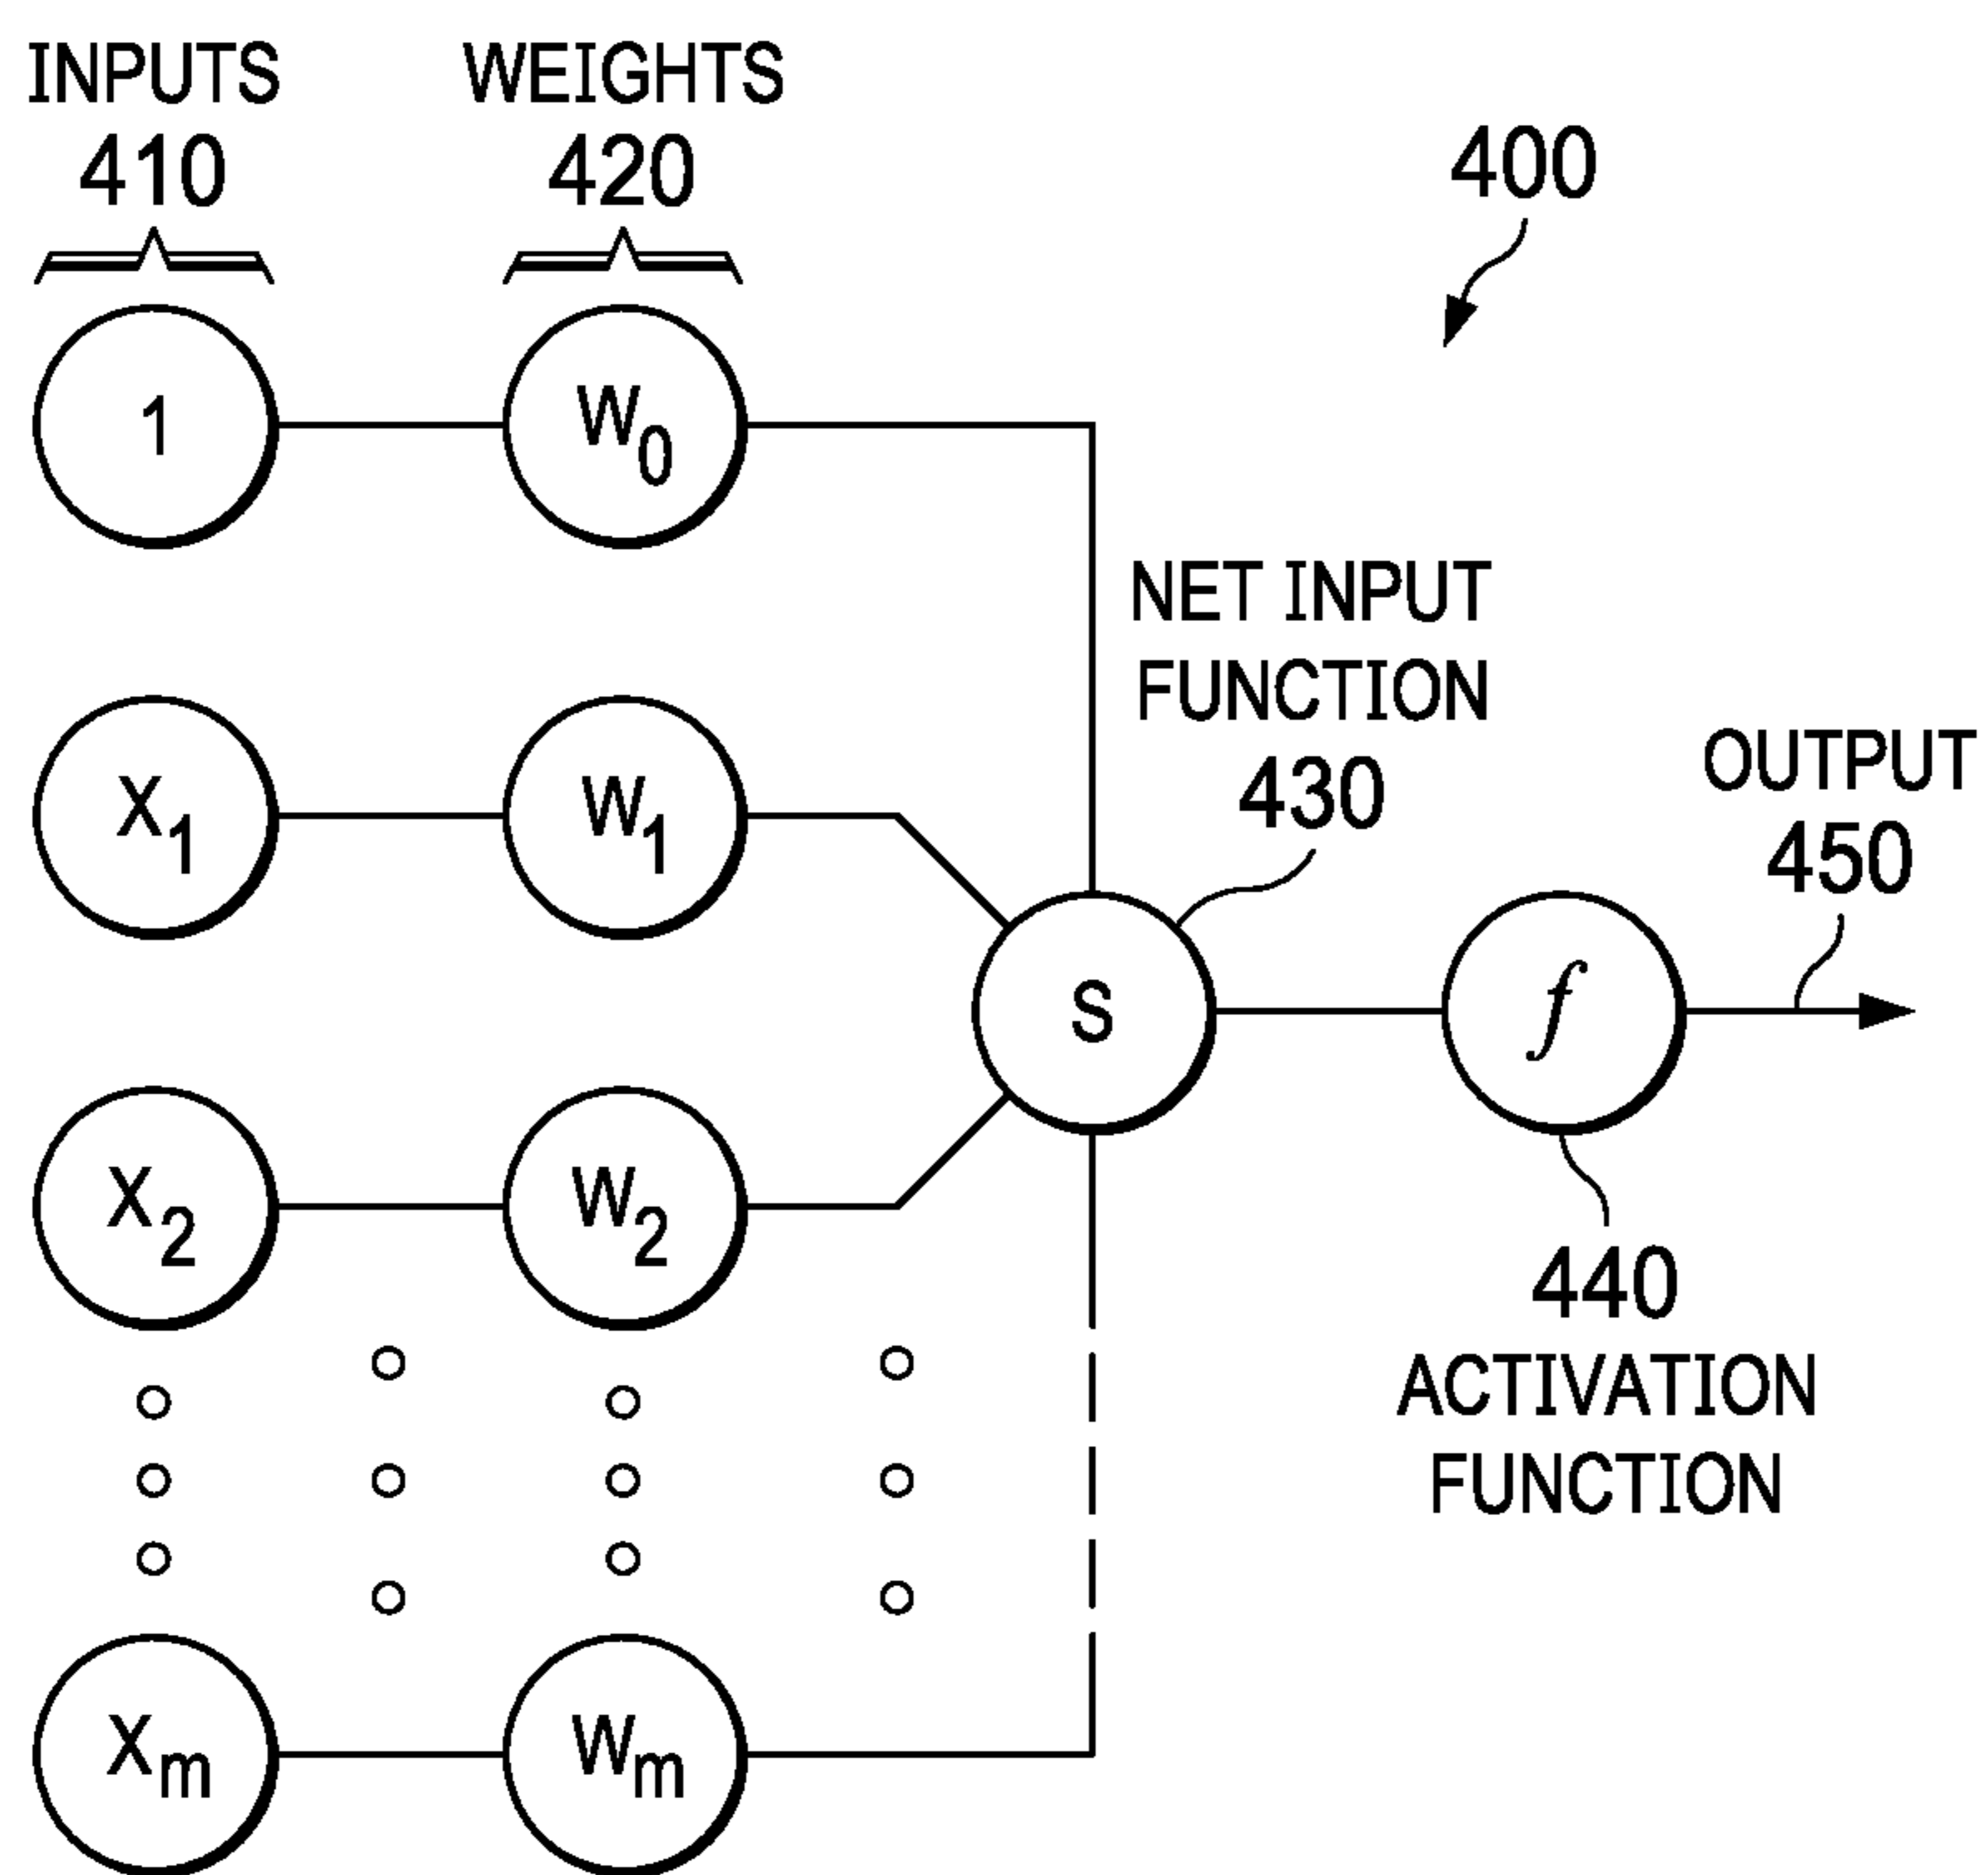 INPUTS
410
WEIGHTS
420
400
1
W0
NET INPUT
FUNCTION
430
OUTPUT
450
X1
W1
S
f
X2
W2
440
ACTIVATION
FUNCTION
Xm
Wm